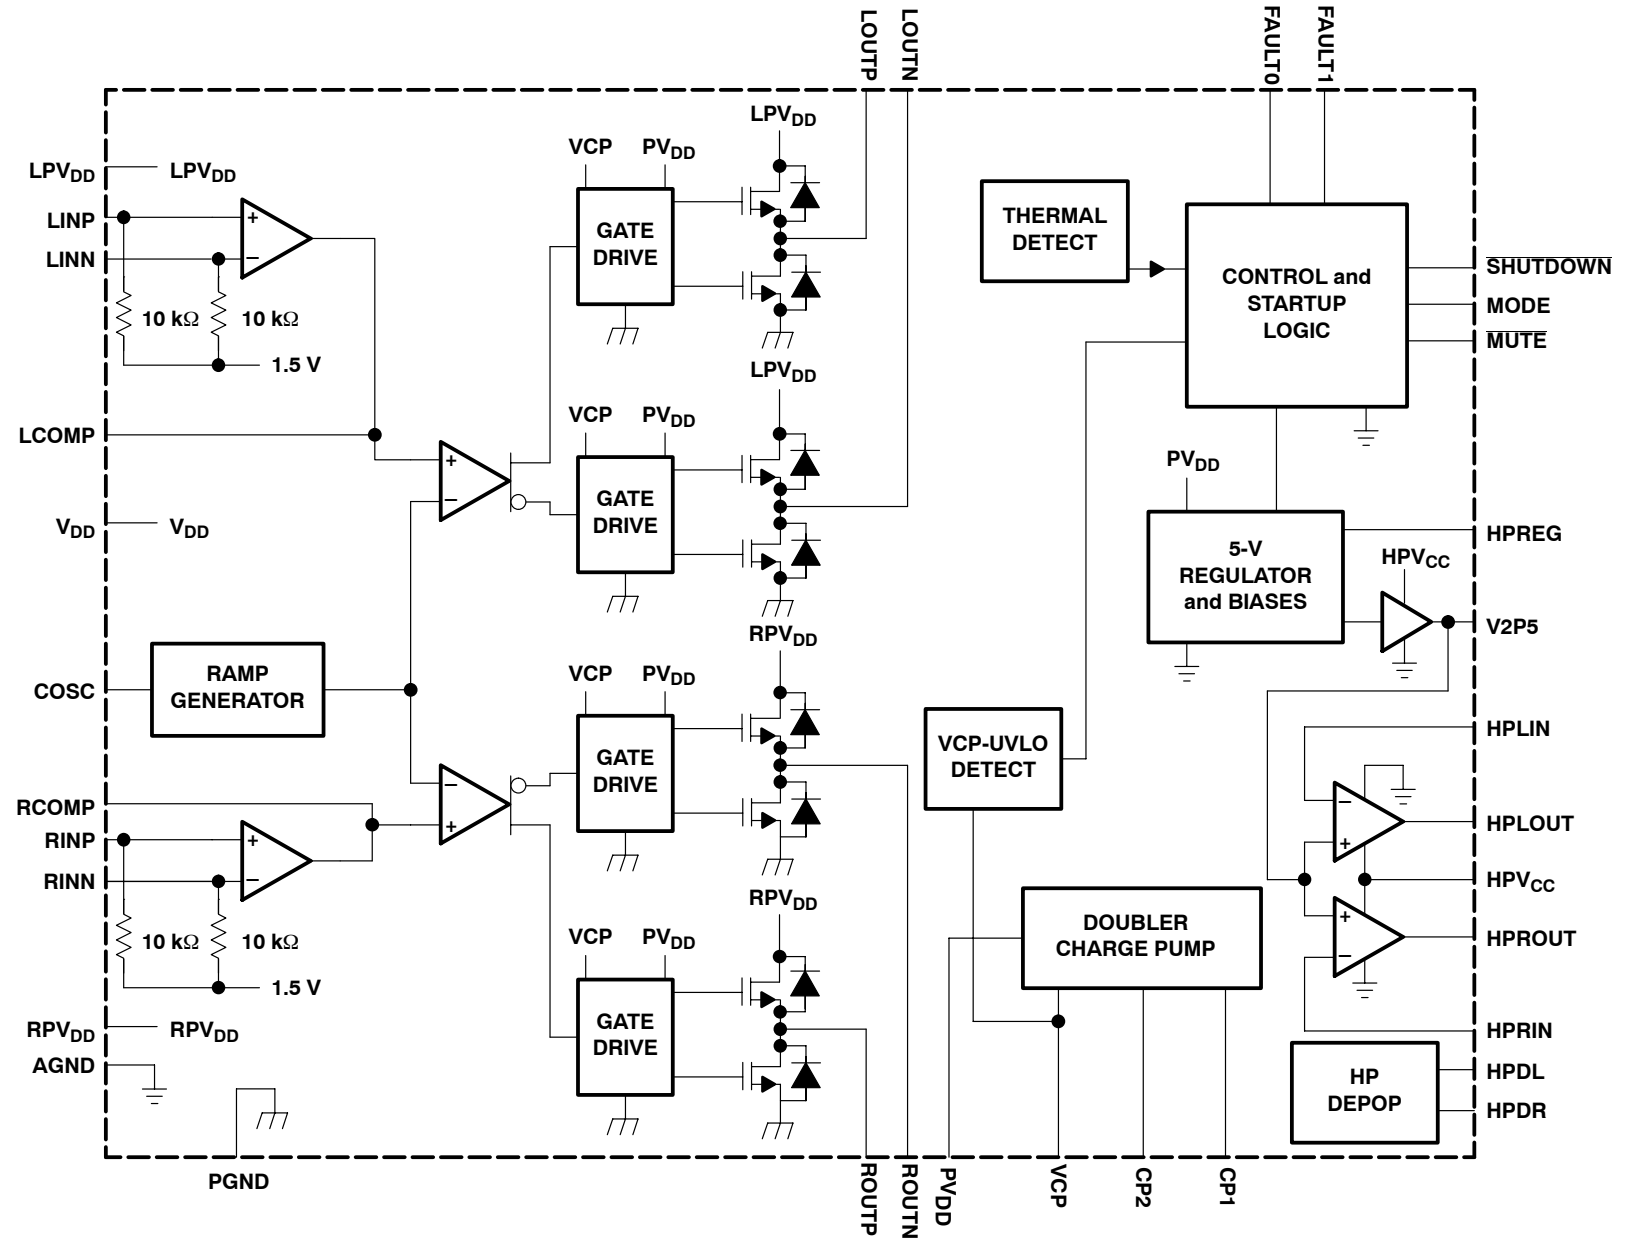 LOUTP
LOUTN
FAULT0
FAULT1
LPVDD
LPVDD
LINP
LINN
+
−
10 kΩ
10 kΩ
1.5 V
LCOMP
VDD
VDD
COSC
RAMP
GENERATOR
RCOMP
RINP
RINN
+
−
10 kΩ
10 kΩ
1.5 V
RPVDD
RPVDD
AGND
PGND
+
−
−
+
VCP
PVDD
LPVDD
GATE
DRIVE
VCP
PVDD
LPVDD
GATE
DRIVE
VCP
PVDD
RPVDD
GATE
DRIVE
VCP
PVDD
RPVDD
GATE
DRIVE
THERMAL
DETECT
CONTROL and
STARTUP
LOGIC
SHUTDOWN
MODE
MUTE
PVDD
5-V
REGULATOR
and BIASES
HPREG
HPVCC
V2P5
VCP-UVLO
DETECT
HPLIN
−
+
HPLOUT
HPVCC
+
−
HPROUT
HPRIN
DOUBLER
CHARGE PUMP
HP
DEPOP
HPDL
HPDR
ROUTP
ROUTN
PVDD
VCP
CP2
CP1